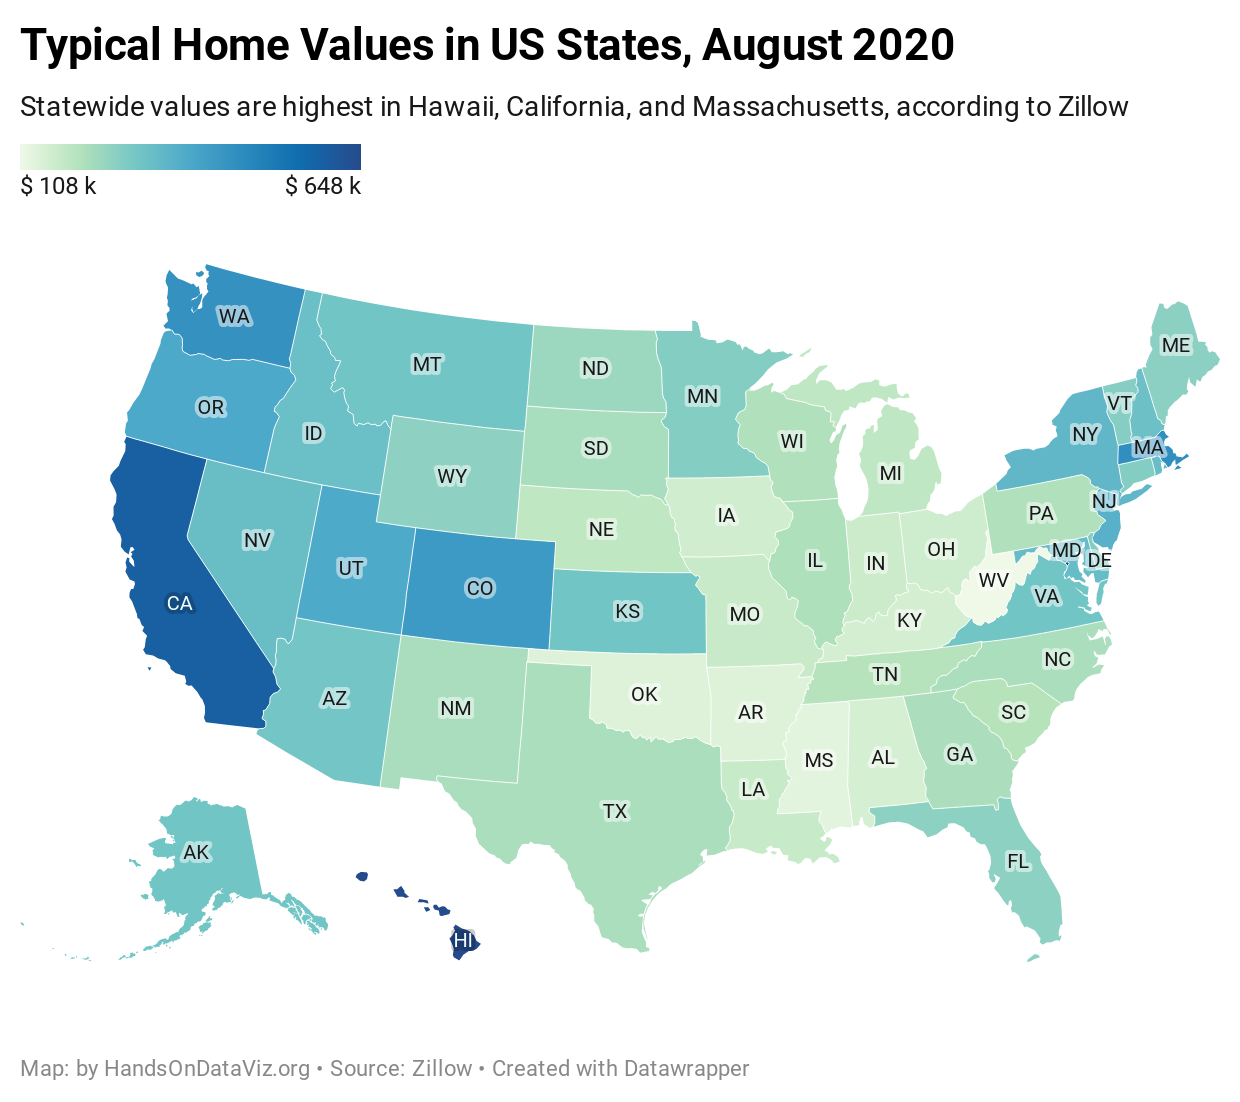 Typical Home Values in US States, August 2020
Statewide values are highest in Hawaii, California, and Massachusetts, according to Zillow
$ 108 k $ 648 k
WA
ME
MT
ND
MN
VT
OR
ID
NY
WI
MA
SD
WY
MI
NJ
IA
PA
NE
NV
OH
MD
IL
IN
DE
UT
WV
CO
VA
CA
KS
MO
KY
NC
TN
AZ
OK
NM
AR
SC
GA
MS
AL
LA
TX
AK
FL
HI
Map: by HandsOnDataViz.org • Source: Zillow • Created with Datawrapper